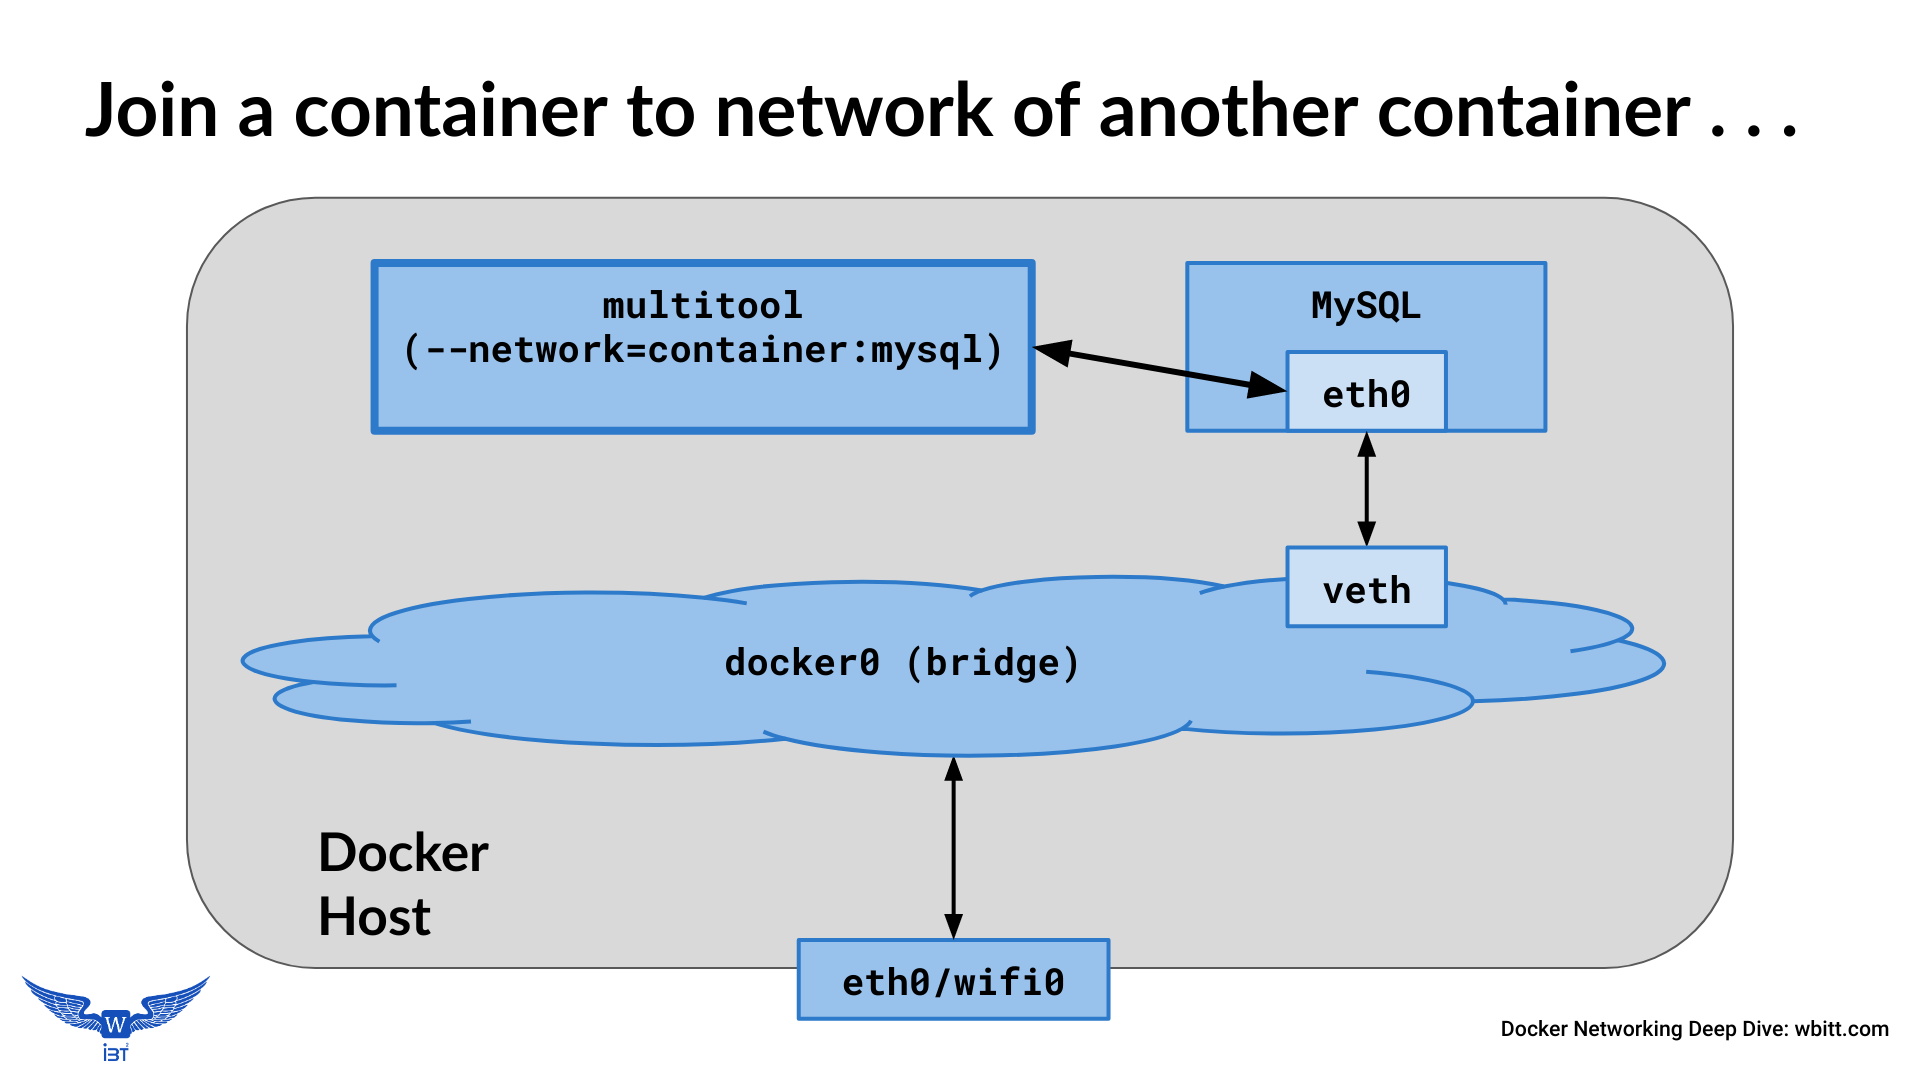 Join a container to network of another container . . .
multitool
(--network=container:mysql)
MySQL
eth0
veth
docker0 (bridge)
Docker
Host
eth0/wifi0
W
iBT²
Docker Networking Deep Dive: wbitt.com